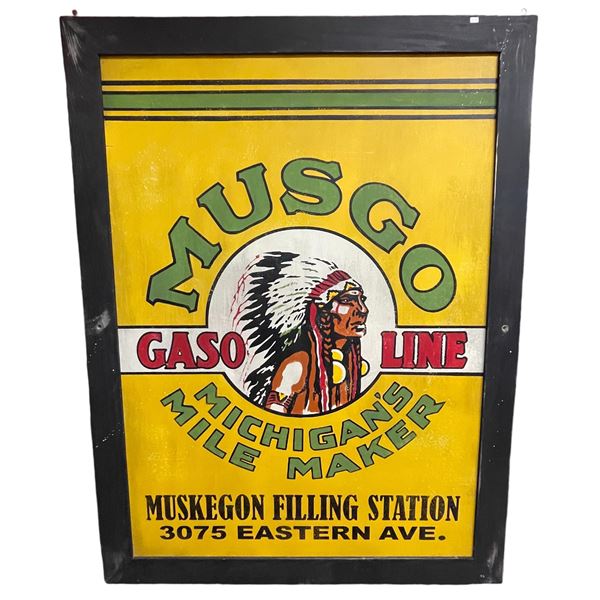 MUSGO
GASO LINE
MICHIGAN'S
MILE MAKER
MUSKEGON FILLING STATION
3075 EASTERN AVE.